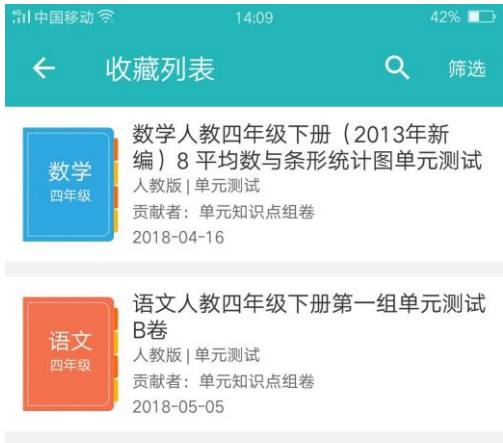 中国移动 14:09 42%
收藏列表 筛选
数学
四年级
数学人教四年级下册（2013年新
编）8 平均数与条形统计图单元测试
人教版 | 单元测试
贡献者：单元知识点组卷
2018-04-16
语文
四年级
语文人教四年级下册第一组单元测试
B卷
人教版 | 单元测试
贡献者：单元知识点组卷
2018-05-05